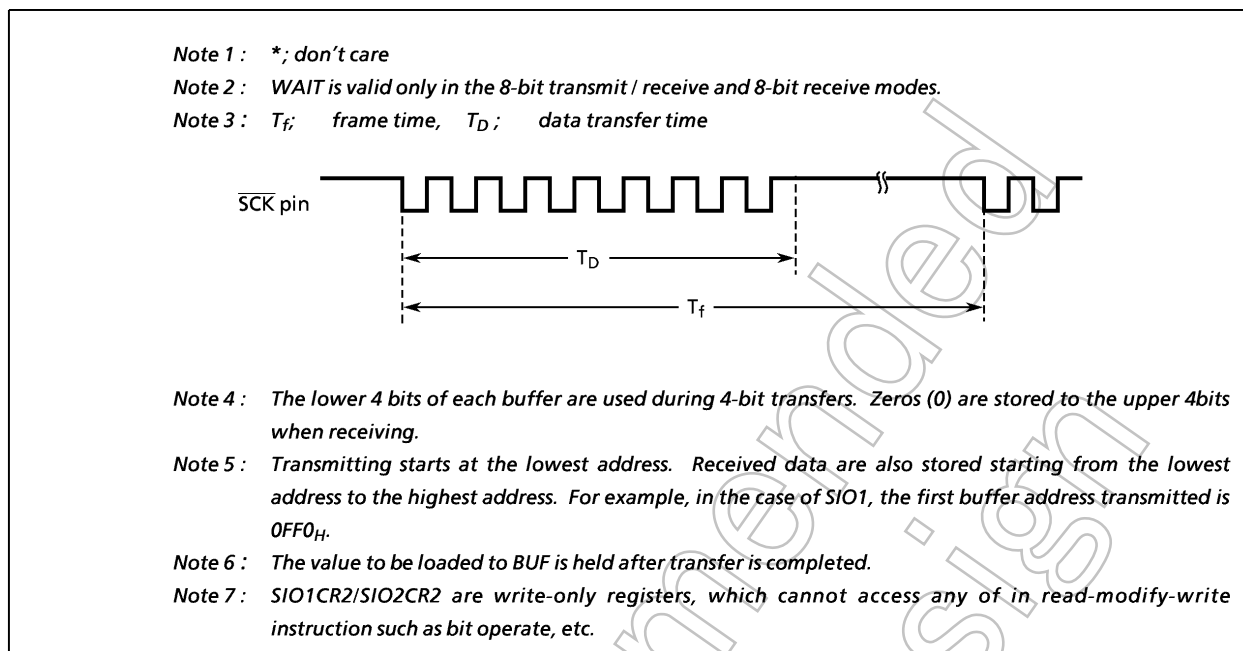 Note 1 : *; don't care
Note 2 : WAIT is valid only in the 8-bit transmit / receive and 8-bit receive modes.
Note 3 : Tf; frame time, TD ; data transfer time
SCK pin
TD
Tf
Note 4 : The lower 4 bits of each buffer are used during 4-bit transfers. Zeros (0) are stored to the upper 4bits
when receiving.
Note 5 : Transmitting starts at the lowest address. Received data are also stored starting from the lowest
address to the highest address. For example, in the case of SIO1, the first buffer address transmitted is
0FF0H.
Note 6 : The value to be loaded to BUF is held after transfer is completed.
Note 7 : SIO1CR2/SIO2CR2 are write-only registers, which cannot access any of in read-modify-write
instruction such as bit operate, etc.